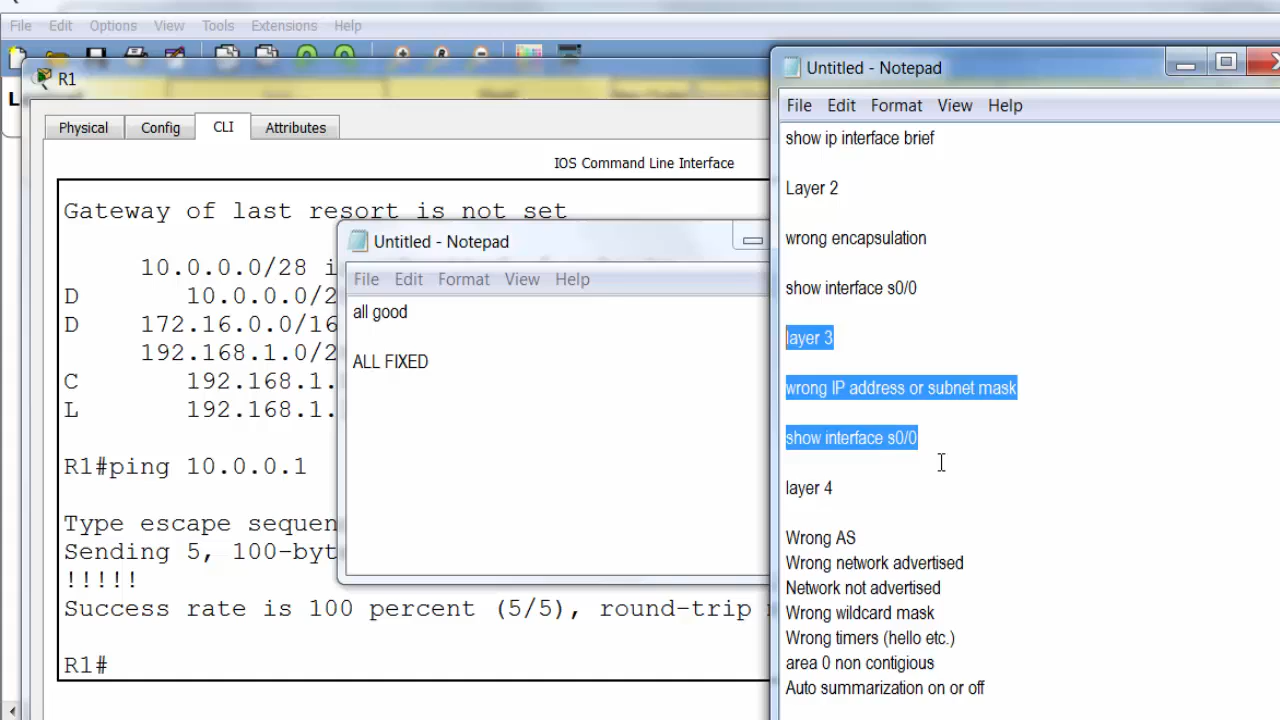 File Edit Options View Tools Extensions Help
R1
Physical Config CLI Attributes
IOS Command Line Interface
Gateway of last resort is not set
10.0.0.0/28 i
D 10.0.0.0/2
D 172.16.0.0/16
192.168.1.0/2
C 192.168.1.
L 192.168.1.
R1#ping 10.0.0.1
Type escape sequen
Sending 5, 100-byt
!!!!!
Success rate is 100 percent (5/5), round-trip
R1#
Untitled - Notepad
File Edit Format View Help
all good
ALL FIXED
Untitled - Notepad
File Edit Format View Help
show ip interface brief
Layer 2
wrong encapsulation
show interface s0/0
layer 3
wrong IP address or subnet mask
show interface s0/0
layer 4
Wrong AS
Wrong network advertised
Network not advertised
Wrong wildcard mask
Wrong timers (hello etc.)
area 0 non contigious
Auto summarization on or off